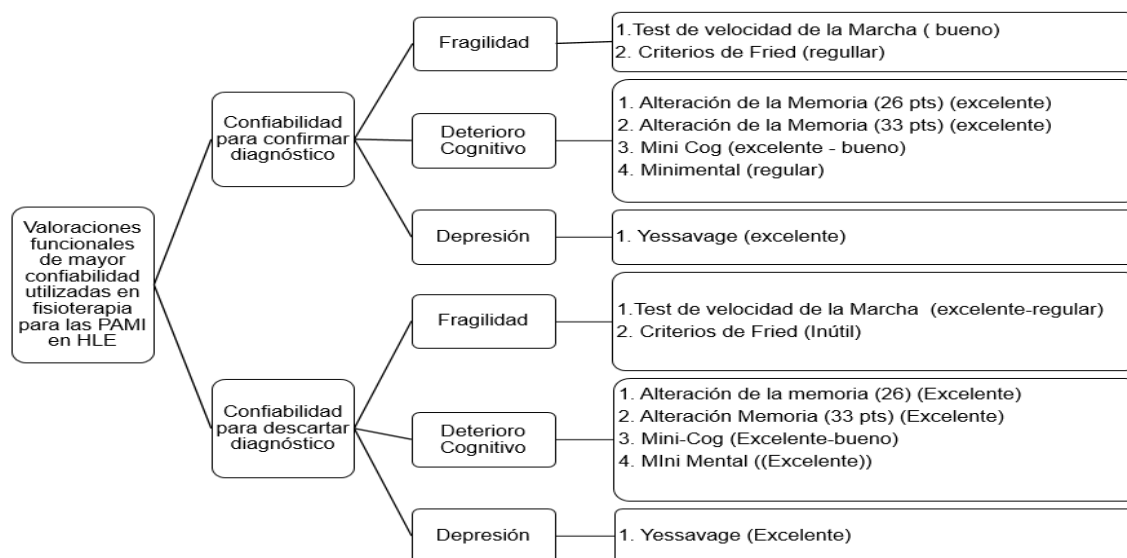 Valoraciones
funcionales
de mayor
confiabilidad
utilizadas en
fisioterapia
para las PAMI
en HLE
Confiabilidad
para confirmar
diagnóstico
Fragilidad
1.Test de velocidad de la Marcha ( bueno)
2. Criterios de Fried (regullar)
Deterioro
Cognitivo
1. Alteración de la Memoria (26 pts) (excelente)
2. Alteración de la Memoria (33 pts) (excelente)
3. Mini Cog (excelente - bueno)
4. Minimental (regular)
Depresión
1. Yessavage (excelente)
Confiabilidad
para descartar
diagnóstico
Fragilidad
1.Test de velocidad de la Marcha (excelente-regular)
2. Criterios de Fried (Inútil)
Deterioro
Cognitivo
1. Alteración de la memoria (26) (Excelente)
2. Alteración Memoria (33 pts) (Excelente)
3. Mini-Cog (Excelente-bueno)
4. MIni Mental ((Excelente))
Depresión
1. Yessavage (Excelente)